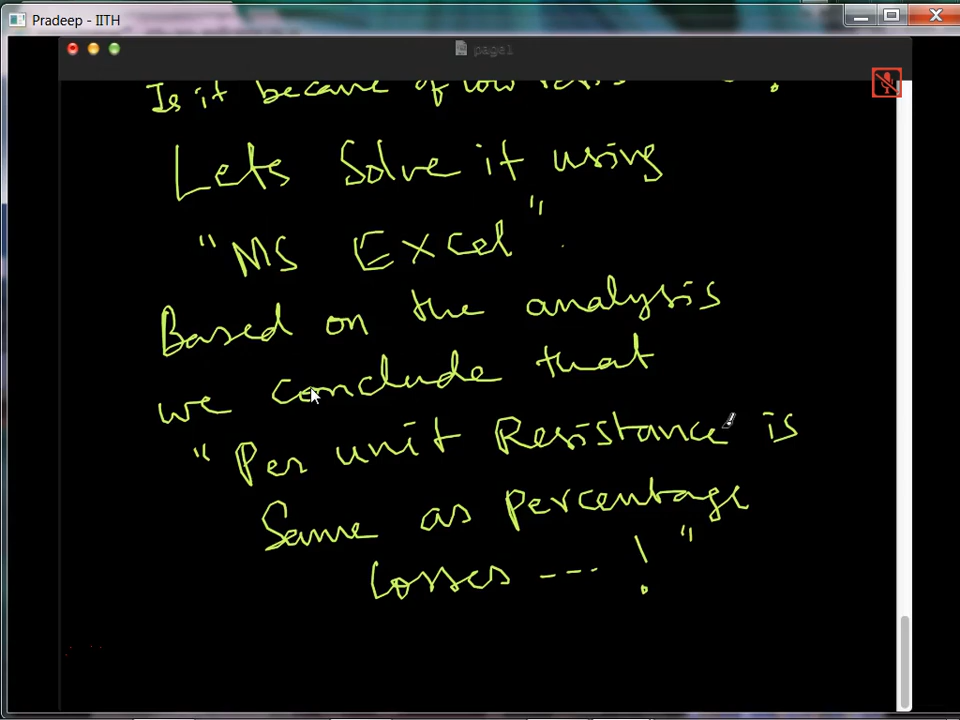 Pradeep - IITH
page1
Is it because of low
Lets Solve it using
"MS Excel".
Based on the analysis
we conclude that
"Per unit Resistance is
Same as percentage
losses --- !"